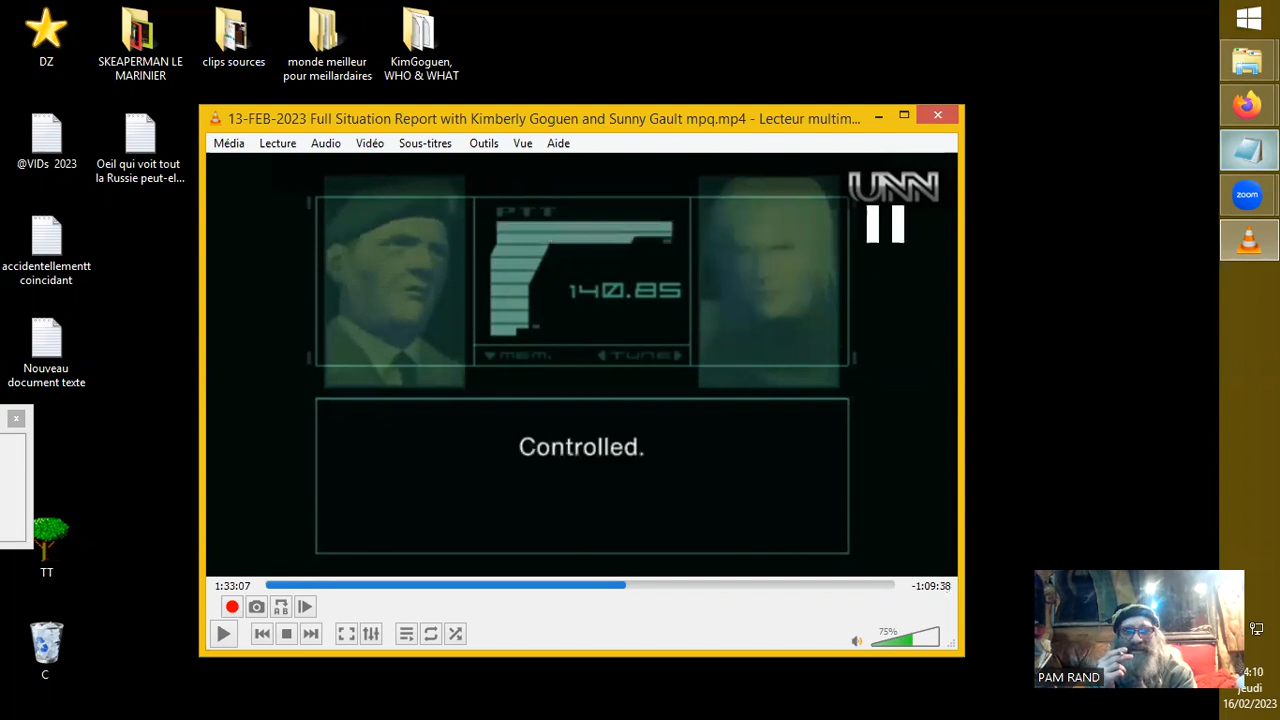 DZ
SKEAPERMAN LE
MARINIER
clips sources
monde meilleur
pour meillardaires
KimGoguen,
WHO & WHAT
@VIDs 2023
Oeil qui voit tout
la Russie peut-el...
accidentellementt
coincidant
Nouveau
document texte
x
TT
C
13-FEB-2023 Full Situation Report with Kimberly Goguen and Sunny Gault mpq.mp4 - Lecteur multim...
Média Lecture Audio Vidéo Sous-titres Outils Vue Aide
UNN
PTT
140.85
MEM. TUNE
Controlled.
1:33:07
-1:09:38
AB
75%
zoom
PAM RAND
4:10
jeudi
16/02/2023